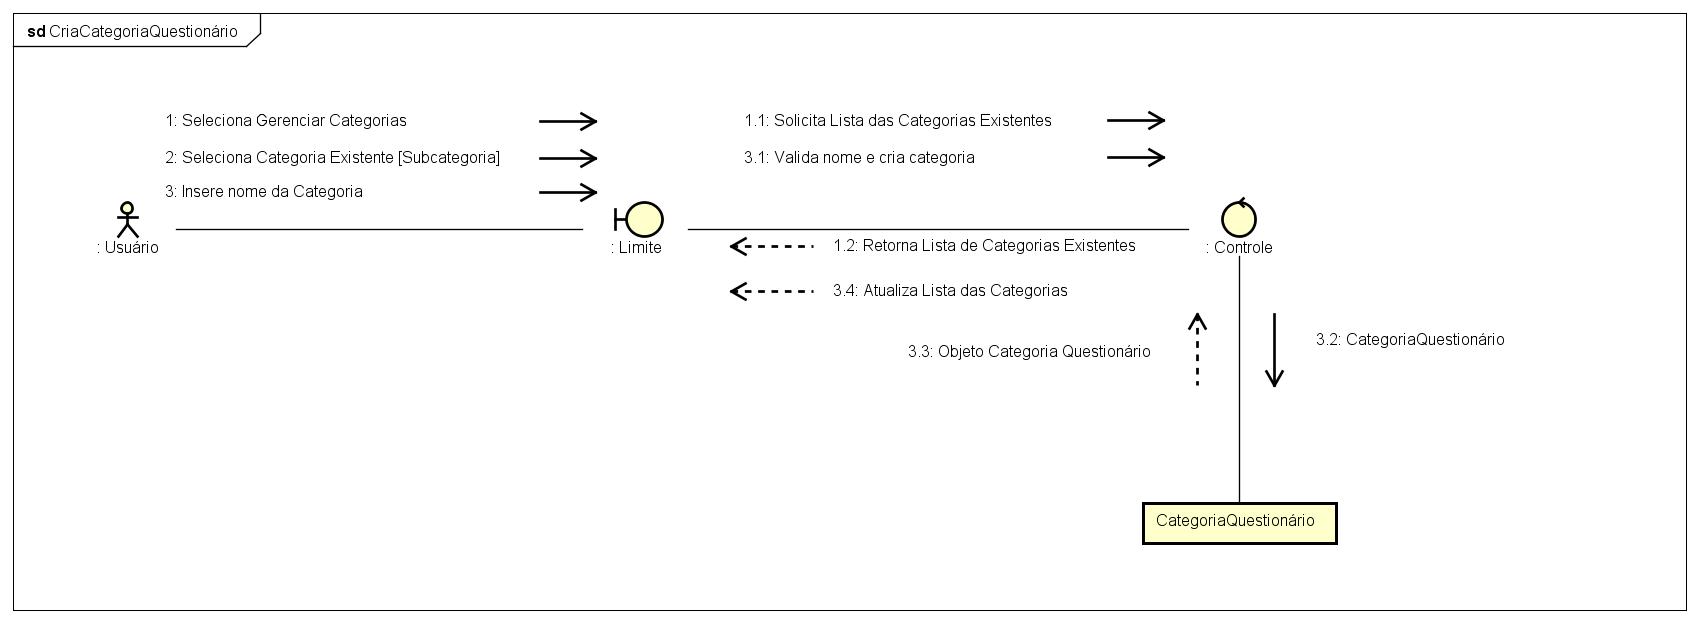 sd CriaCategoriaQuestionário
1: Seleciona Gerenciar Categorias
1.1: Solicita Lista das Categorias Existentes
2: Seleciona Categoria Existente [Subcategoria]
3.1: Valida nome e cria categoria
3: Insere nome da Categoria
: Usuário
: Limite
1.2: Retorna Lista de Categorias Existentes
: Controle
3.4: Atualiza Lista das Categorias
3.3: Objeto Categoria Questionário
3.2: CategoriaQuestionário
CategoriaQuestionário